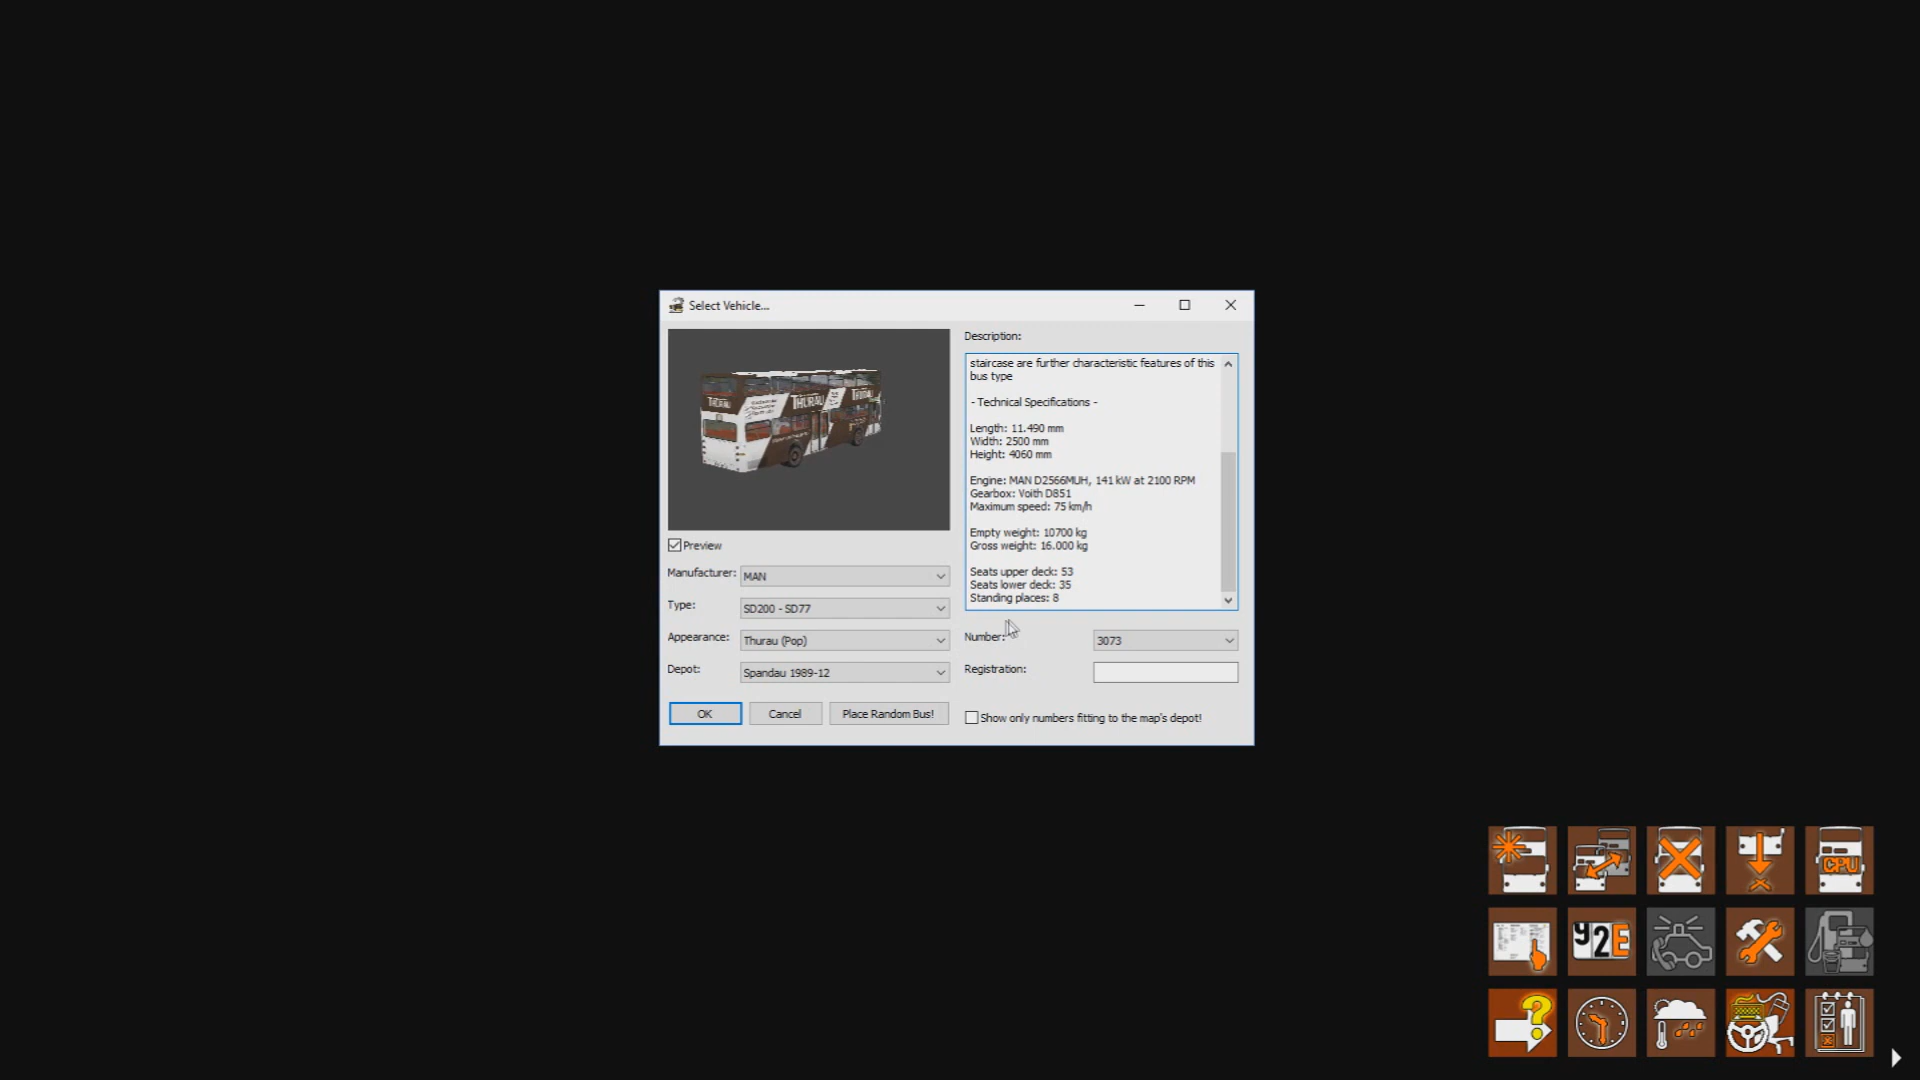 Select Vehicle...
Description:
staircase are further characteristic features of this
bus type
- Technical Specifications -
Length: 11.490 mm
Width: 2500 mm
Height: 4060 mm
Engine: MAN D2566MUH, 141 kW at 2100 RPM
Gearbox: Voith D851
Maximum speed: 75 km/h
Empty weight: 10700 kg
Gross weight: 16.000 kg
Seats upper deck: 53
Seats lower deck: 35
Standing places: 8
THURAU
THURAU
THURAU
Preview
Manufacturer: MAN
Type: SD200 - SD77
Appearance: Thurau (Pop)
Depot: Spandau 1989-12
Number: 3073
Registration:
OK
Cancel
Place Random Bus!
Show only numbers fitting to the map's depot!
CPU
92E
?